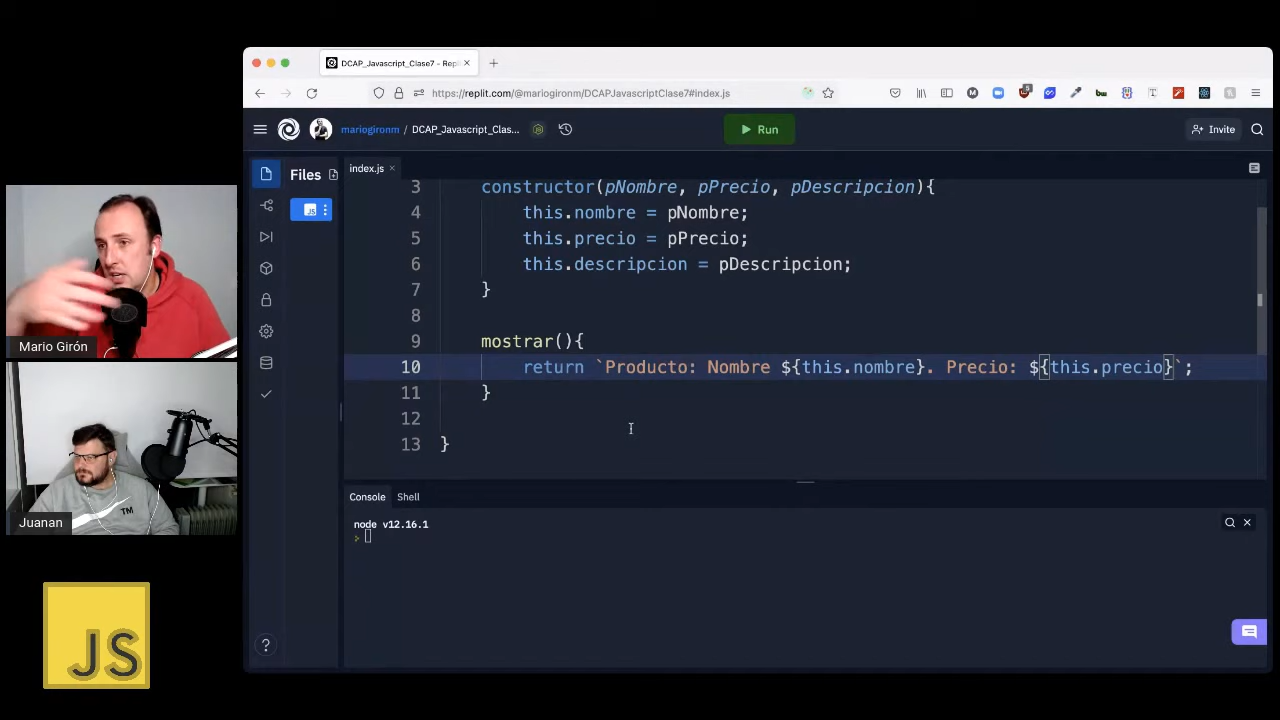 DCAP_Javascript_Clase7 - Repl
https://replit.com/@mariogironm/DCAPJavascriptClase7#index.js
mariogironm / DCAP_Javascript_Clas...
Run
Invite
Files
index.js
3 constructor(pNombre, pPrecio, pDescripcion){
4 this.nombre = pNombre;
5 this.precio = pPrecio;
6 this.descripcion = pDescripcion;
7 }
8
9 mostrar(){
10 return `Producto: Nombre ${this.nombre}. Precio: ${this.precio}`;
11 }
12
13 }
Console Shell
node v12.16.1
>
Mario Girón
TM
Juanan
JS
?